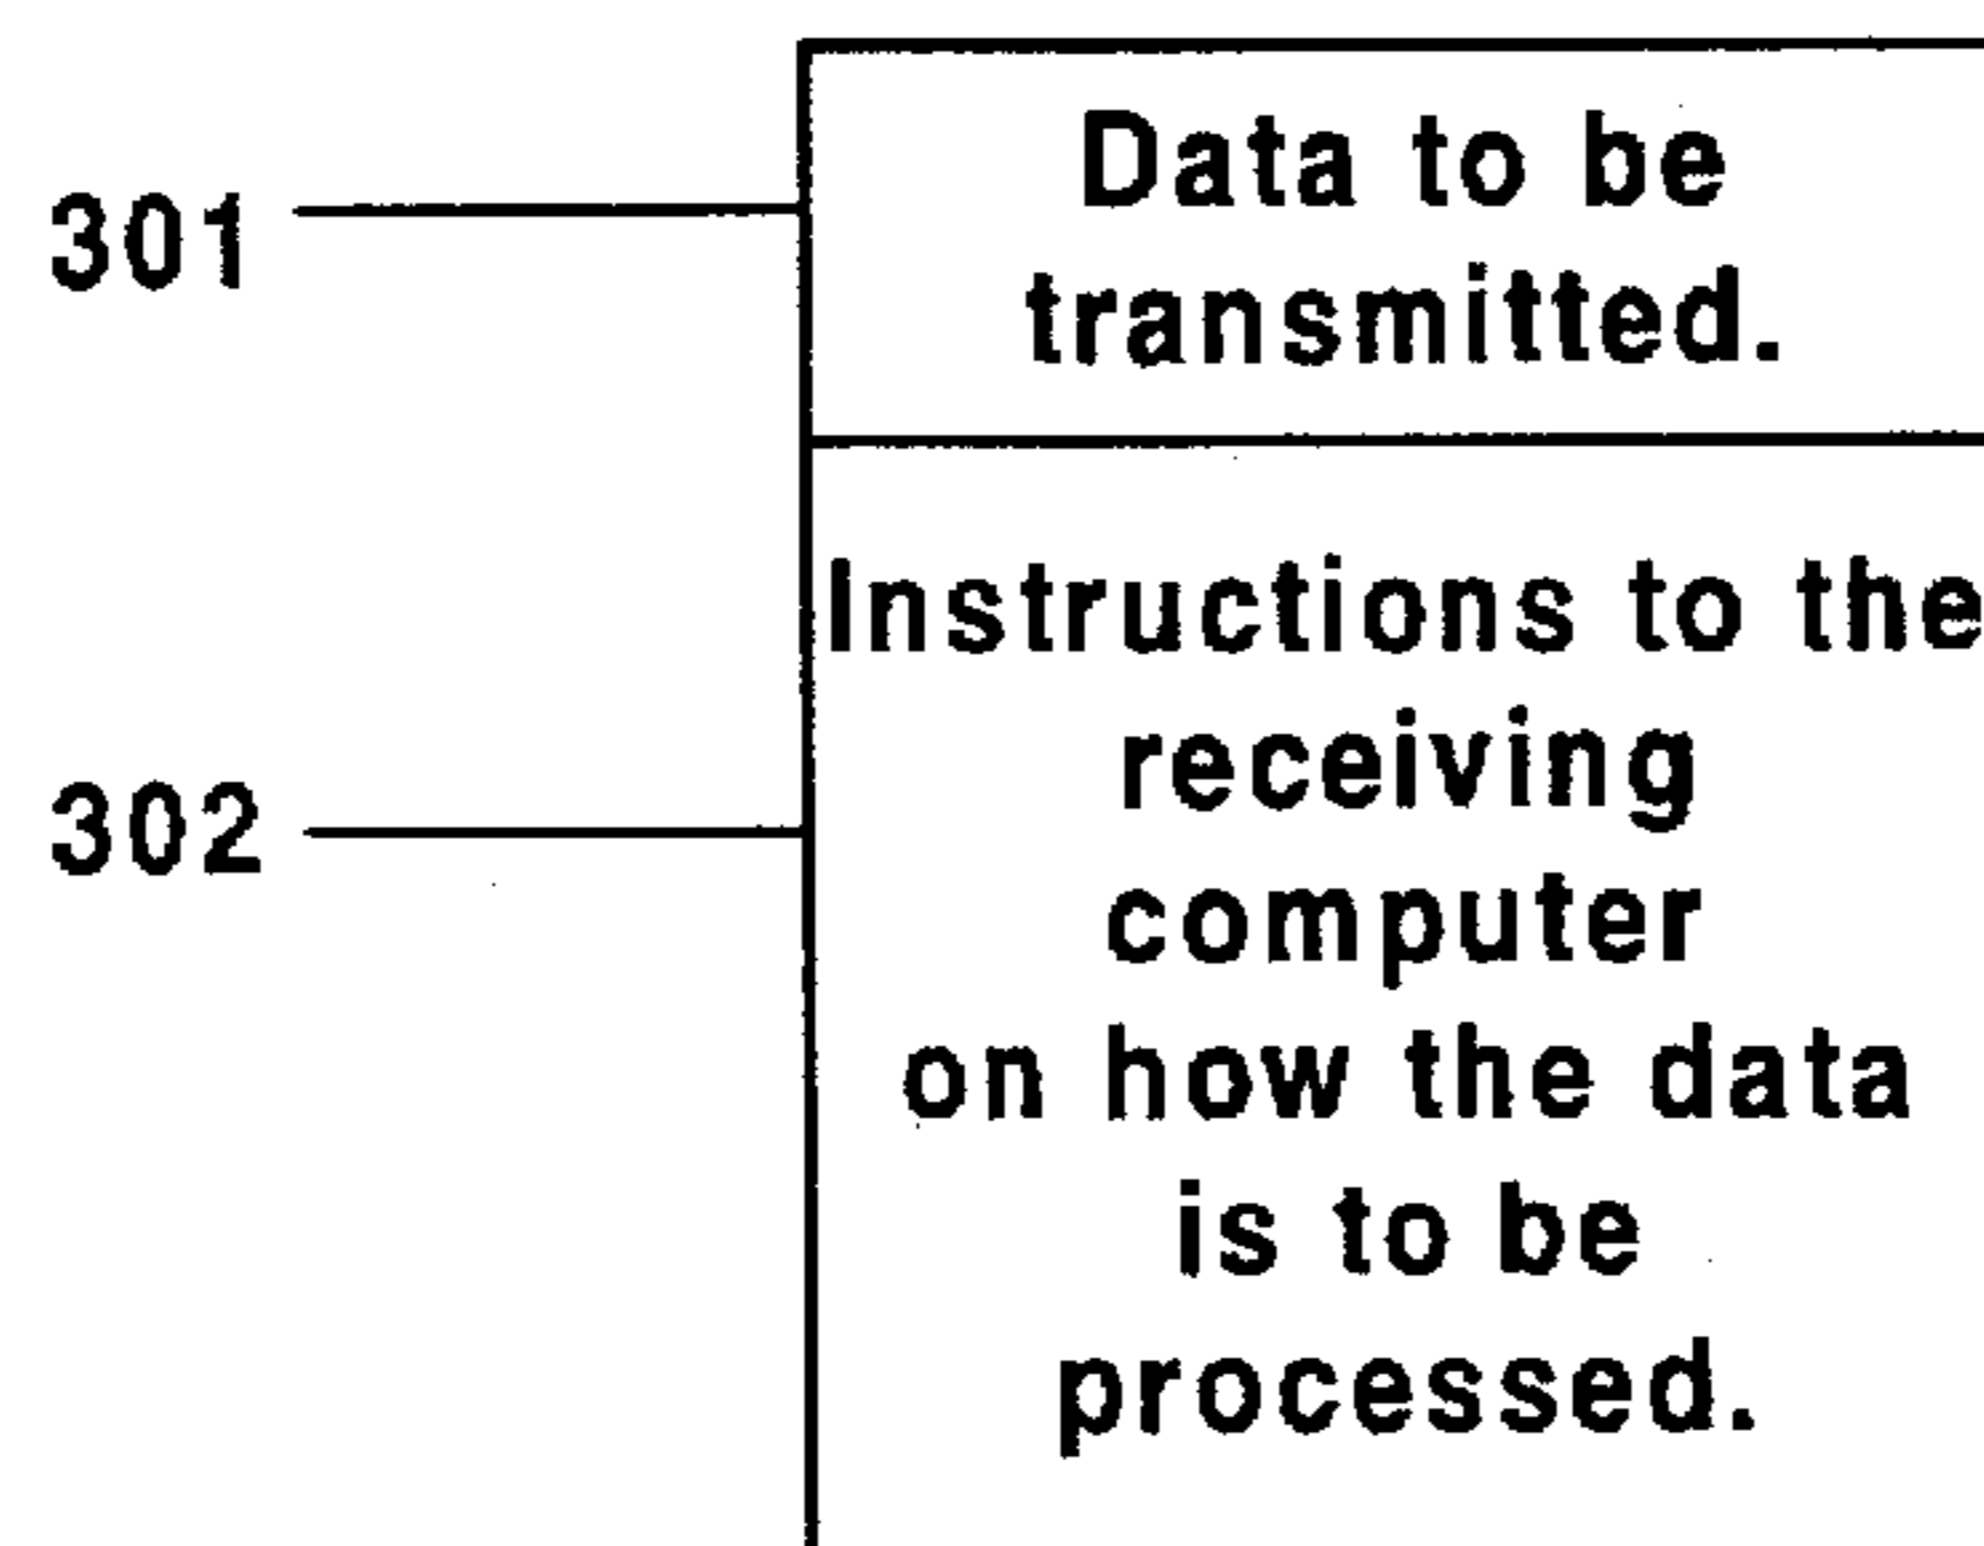 301
Data to be
transmitted.
302
Instructions to the
receiving
computer
on how the data
is to be
processed.